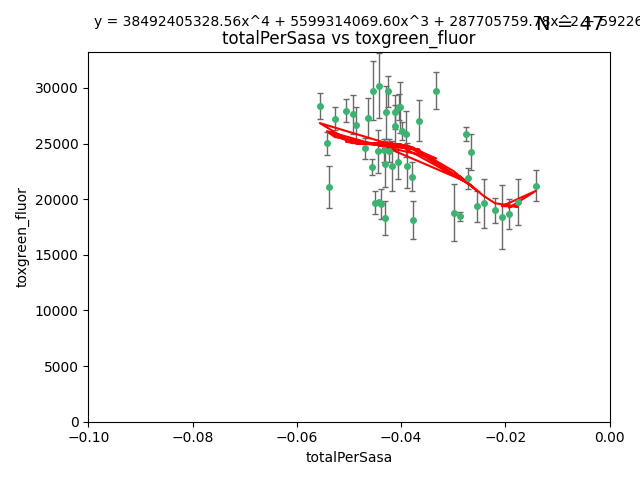 y = 38492405328.56x^4 + 5599314069.60x^3 + 287705759.78x^2 + 59226
N = 47
totalPerSasa vs toxgreen_fluor
30000
25000
20000
15000
10000
5000
0
toxgreen_fluor
−0.10 −0.08 −0.06 −0.04 −0.02 0.00
totalPerSasa